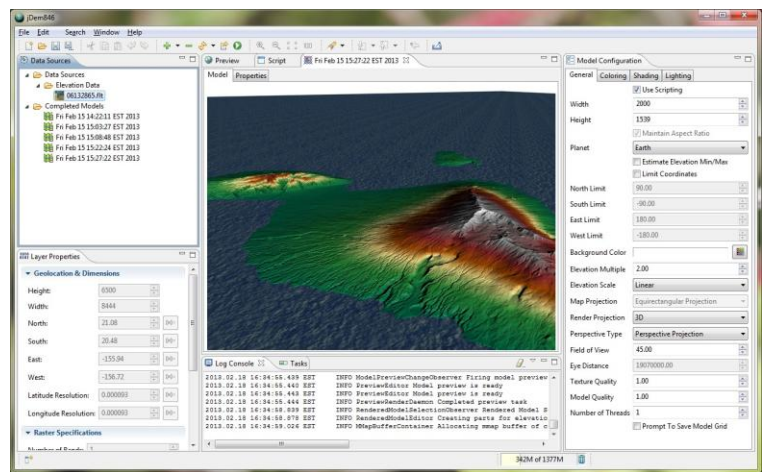 jDem846
File Edit Search Window Help
Data Sources
Data Sources
Elevation Data
06132865.flt
Completed Models
Fri Feb 15 14:22:11 EST 2013
Fri Feb 15 15:03:27 EST 2013
Fri Feb 15 15:08:48 EST 2013
Fri Feb 15 15:22:24 EST 2013
Fri Feb 15 15:27:22 EST 2013
Layer Properties
Geolocation & Dimensions
Height: 6500
Width: 8444
North: 21.08
South: 20.48
East: -155.94
West: -156.72
Latitude Resolution: 0.000093
Longitude Resolution: 0.000093
Raster Specifications
Number of Bands: 1
Preview Script Fri Feb 15 15:27:22 EST 2013
Model Properties
Log Console Tasks
2013.02.18 16:34:55.439 EST INFO ModelPreviewChangeObserver Firing model preview
2013.02.18 16:34:55.440 EST INFO PreviewEditor Model preview is ready
2013.02.18 16:34:55.443 EST INFO PreviewEditor Model preview is ready
2013.02.18 16:34:55.444 EST INFO PreviewRenderDaemon Completed preview task
2013.02.18 16:34:58.839 EST INFO RenderedModelSelectionObserver Rendered Model S
2013.02.18 16:34:58.878 EST INFO RenderedModelEditor Creating parts for elevatio
2013.02.18 16:34:59.026 EST INFO MMapBufferContainer Allocating mmap buffer of c
Model Configuration
General Coloring Shading Lighting
Use Scripting
Width 2000
Height 1539
Maintain Aspect Ratio
Planet Earth
Estimate Elevation Min/Max
Limit Coordinates
North Limit 90.00
South Limit -90.00
East Limit 180.00
West Limit -180.00
Background Color
Elevation Multiple 2.00
Elevation Scale Linear
Map Projection Equirectangular Projection
Render Projection 3D
Perspective Type Perspective Projection
Field of View 45.00
Eye Distance 19070000.00
Texture Quality 1.00
Model Quality 1.00
Number of Threads 1
Prompt To Save Model Grid
342M of 1377M